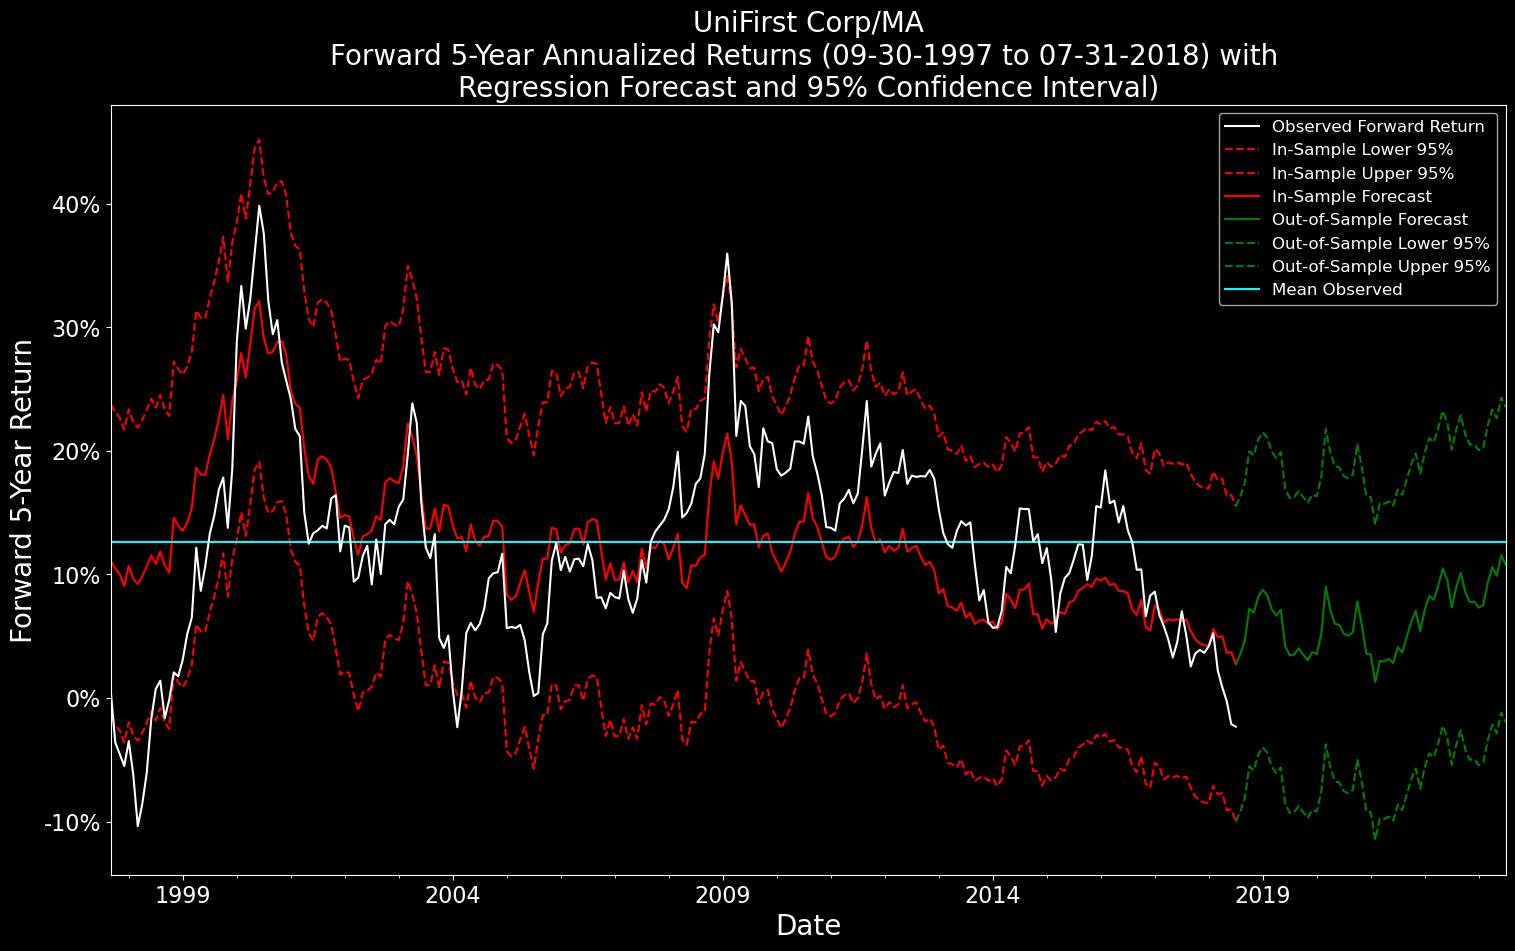 UniFirst Corp/MA
Forward 5-Year Annualized Returns (09-30-1997 to 07-31-2018) with
Regression Forecast and 95% Confidence Interval)
Observed Forward Return
In-Sample Lower 95%
In-Sample Upper 95%
In-Sample Forecast
Out-of-Sample Forecast
Out-of-Sample Lower 95%
Out-of-Sample Upper 95%
Mean Observed
Forward 5-Year Return
40%
30%
20%
10%
0%
-10%
1999
2004
2009
2014
2019
Date